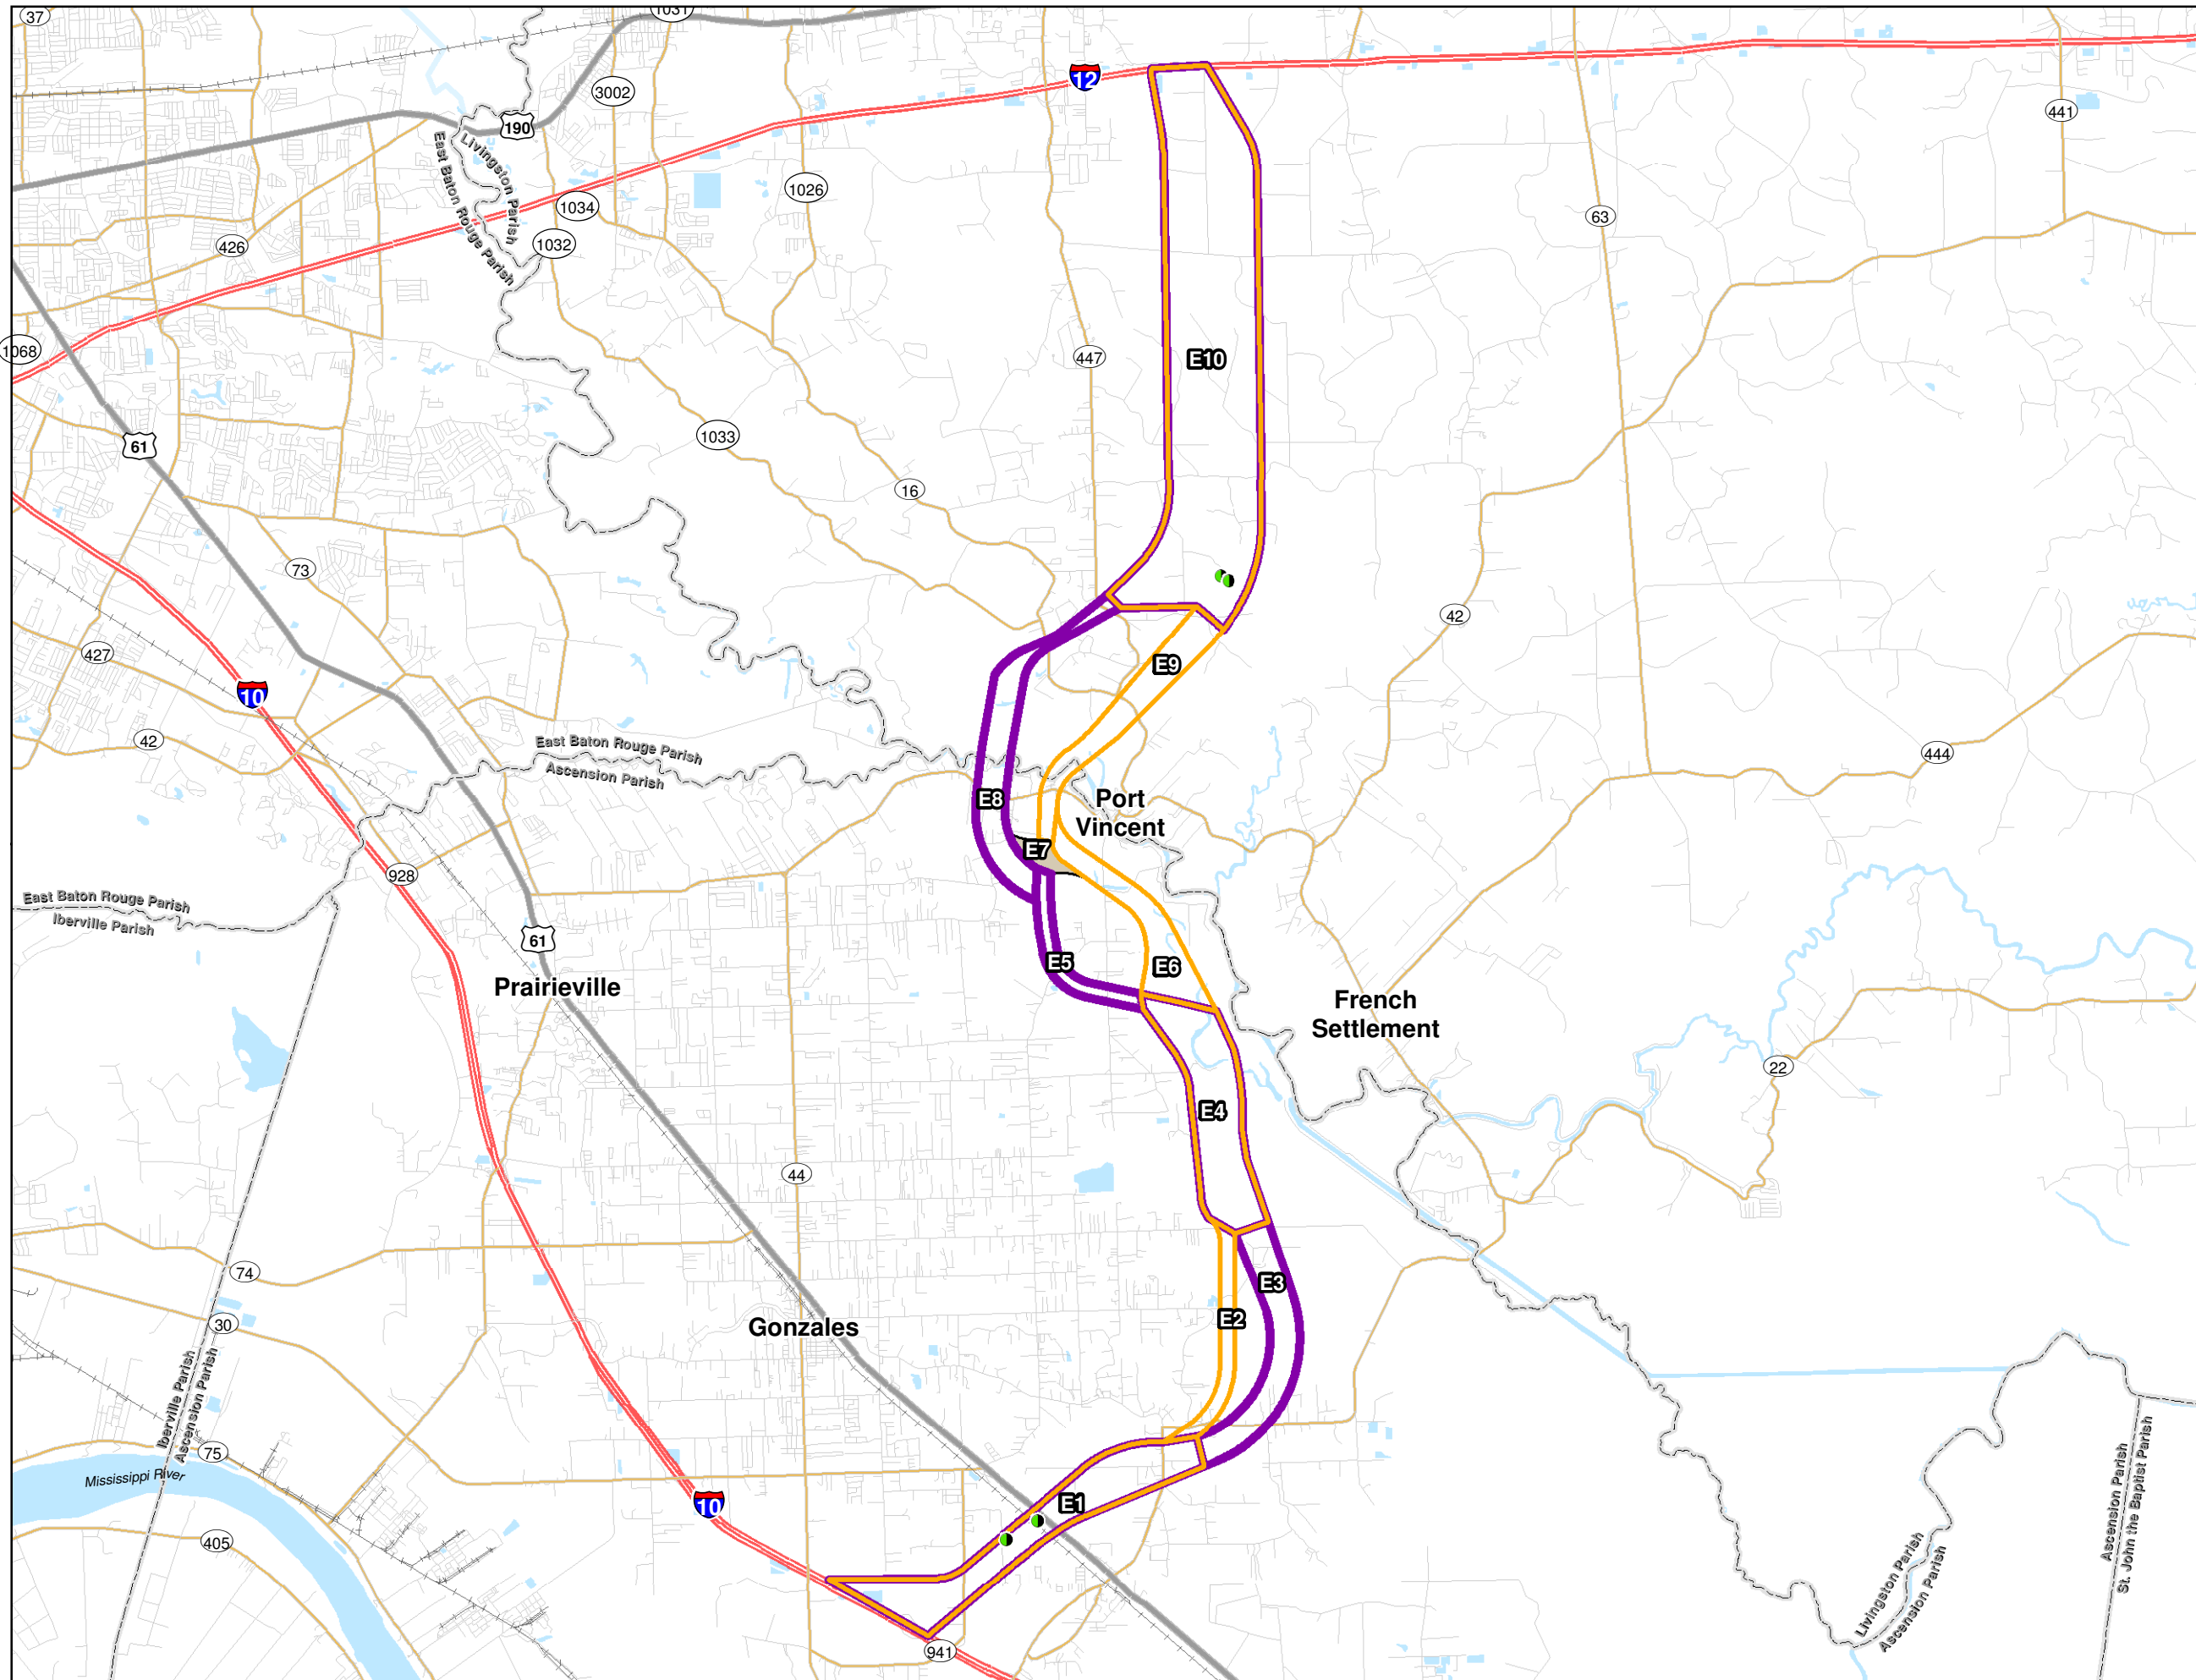 37
1031
12
3002
190
441
Livingston Parish
East Baton Rouge Parish
1026
1034
63
1032
426
1068
447
E10
61
1033
16
73
42
427
E9
10
42
East Baton Rouge Parish
Ascension Parish
444
E8
Port
Vincent
E7
928
East Baton Rouge Parish
Iberville Parish
61
E5
E6
Prairieville
French
Settlement
22
E4
44
74
E3
30
E2
Gonzales
Iberville Parish
Ascension Parish
75
Mississippi River
10
E1
405
941
Ascension Parish
St. John the Baptist Parish
Livingston Parish
Ascension Parish